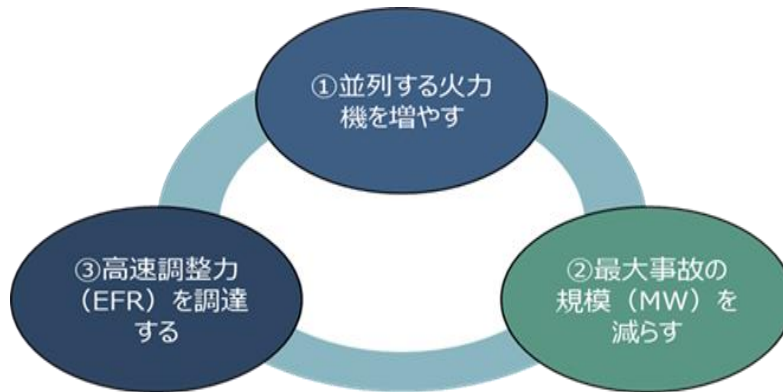 ①並列する火力
機を増やす
②最大事故の
規模（MW）を
減らす
③高速調整力
（EFR）を調達
する